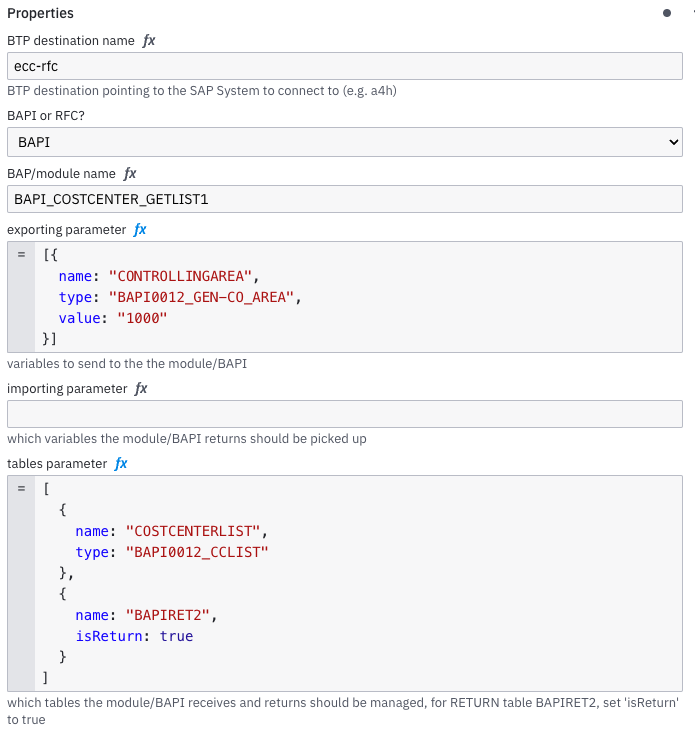 Properties
BTP destination name fx
ecc-rfc
BTP destination pointing to the SAP System to connect to (e.g. a4h)
BAPI or RFC?
BAPI
BAP/module name fx
BAPI_COSTCENTER_GETLIST1
exporting parameter fx
= [{
name: "CONTROLLINGAREA",
type: "BAPI0012_GEN-CO_AREA",
value: "1000"
}]
variables to send to the the module/BAPI
importing parameter fx
which variables the module/BAPI returns should be picked up
tables parameter fx
= [
{
name: "COSTCENTERLIST",
type: "BAPI0012_CCLIST"
},
{
name: "BAPIRET2",
isReturn: true
}
]
which tables the module/BAPI receives and returns should be managed, for RETURN table BAPIRET2, set 'isReturn'
to true